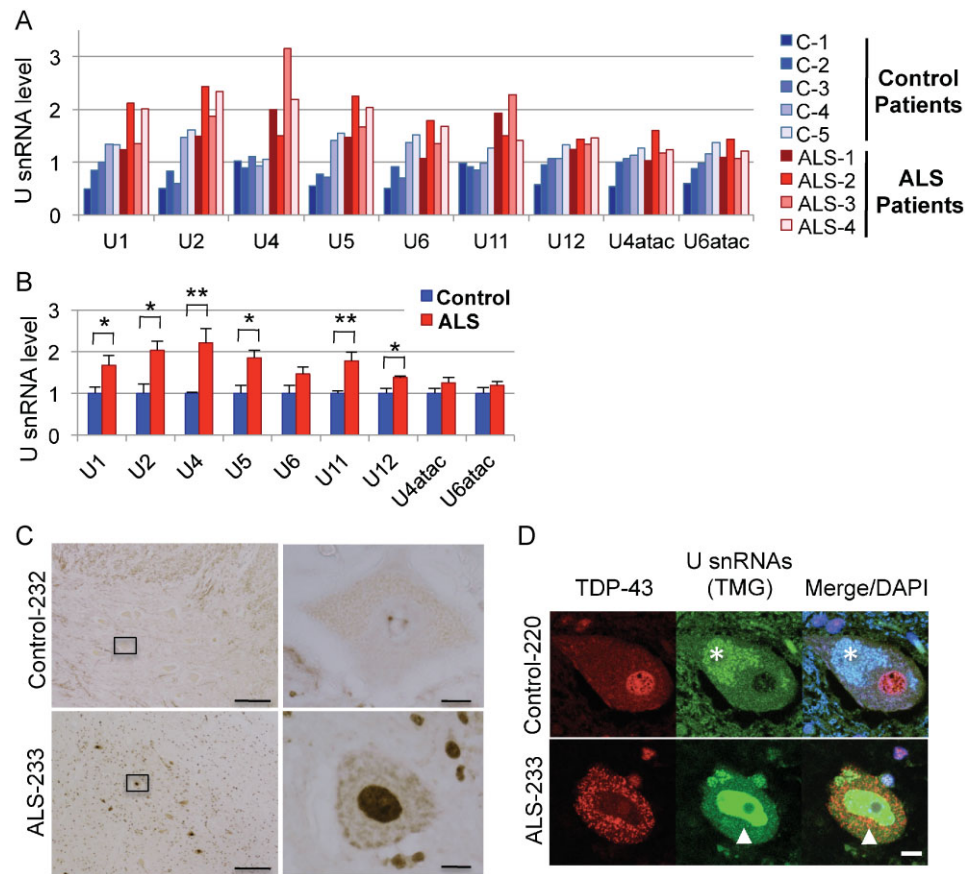 A
U snRNA level
3
2
1
0
U1 U2 U4 U5 U6 U11 U12 U4atac U6atac
C-1
C-2
C-3
C-4
C-5
Control
Patients
ALS-1
ALS-2
ALS-3
ALS-4
ALS
Patients
B
U snRNA level
3
2
1
0
* * ** * ** *
Control
ALS
U1 U2 U4 U5 U6 U11 U12 U4atac U6atac
C
Control-232
ALS-233
D
U snRNAs
TDP-43 (TMG) Merge/DAPI
Control-220
* *
ALS-233